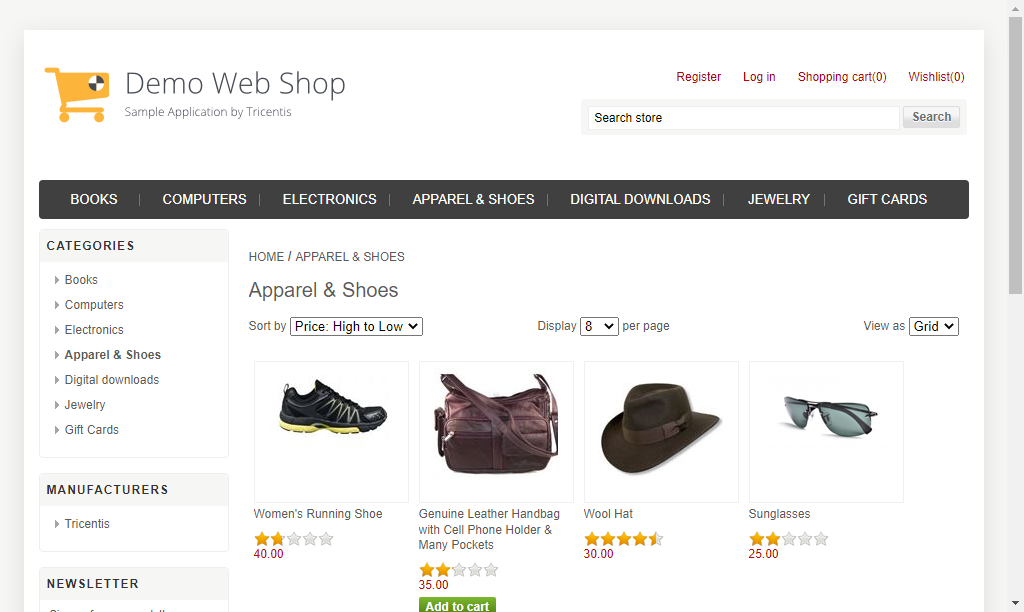 Demo Web Shop
Sample Application by Tricentis
Register Log in Shopping cart(0) Wishlist(0)
Search store Search
BOOKS COMPUTERS ELECTRONICS APPAREL & SHOES DIGITAL DOWNLOADS JEWELRY GIFT CARDS
CATEGORIES
Books
Computers
Electronics
Apparel & Shoes
Digital downloads
Jewelry
Gift Cards
MANUFACTURERS
Tricentis
NEWSLETTER
HOME / APPAREL & SHOES
Apparel & Shoes
Sort by Price: High to Low Display 8 per page View as Grid
Women's Running Shoe
40.00
Genuine Leather Handbag
with Cell Phone Holder &
Many Pockets
35.00
Add to cart
Wool Hat
30.00
Sunglasses
25.00